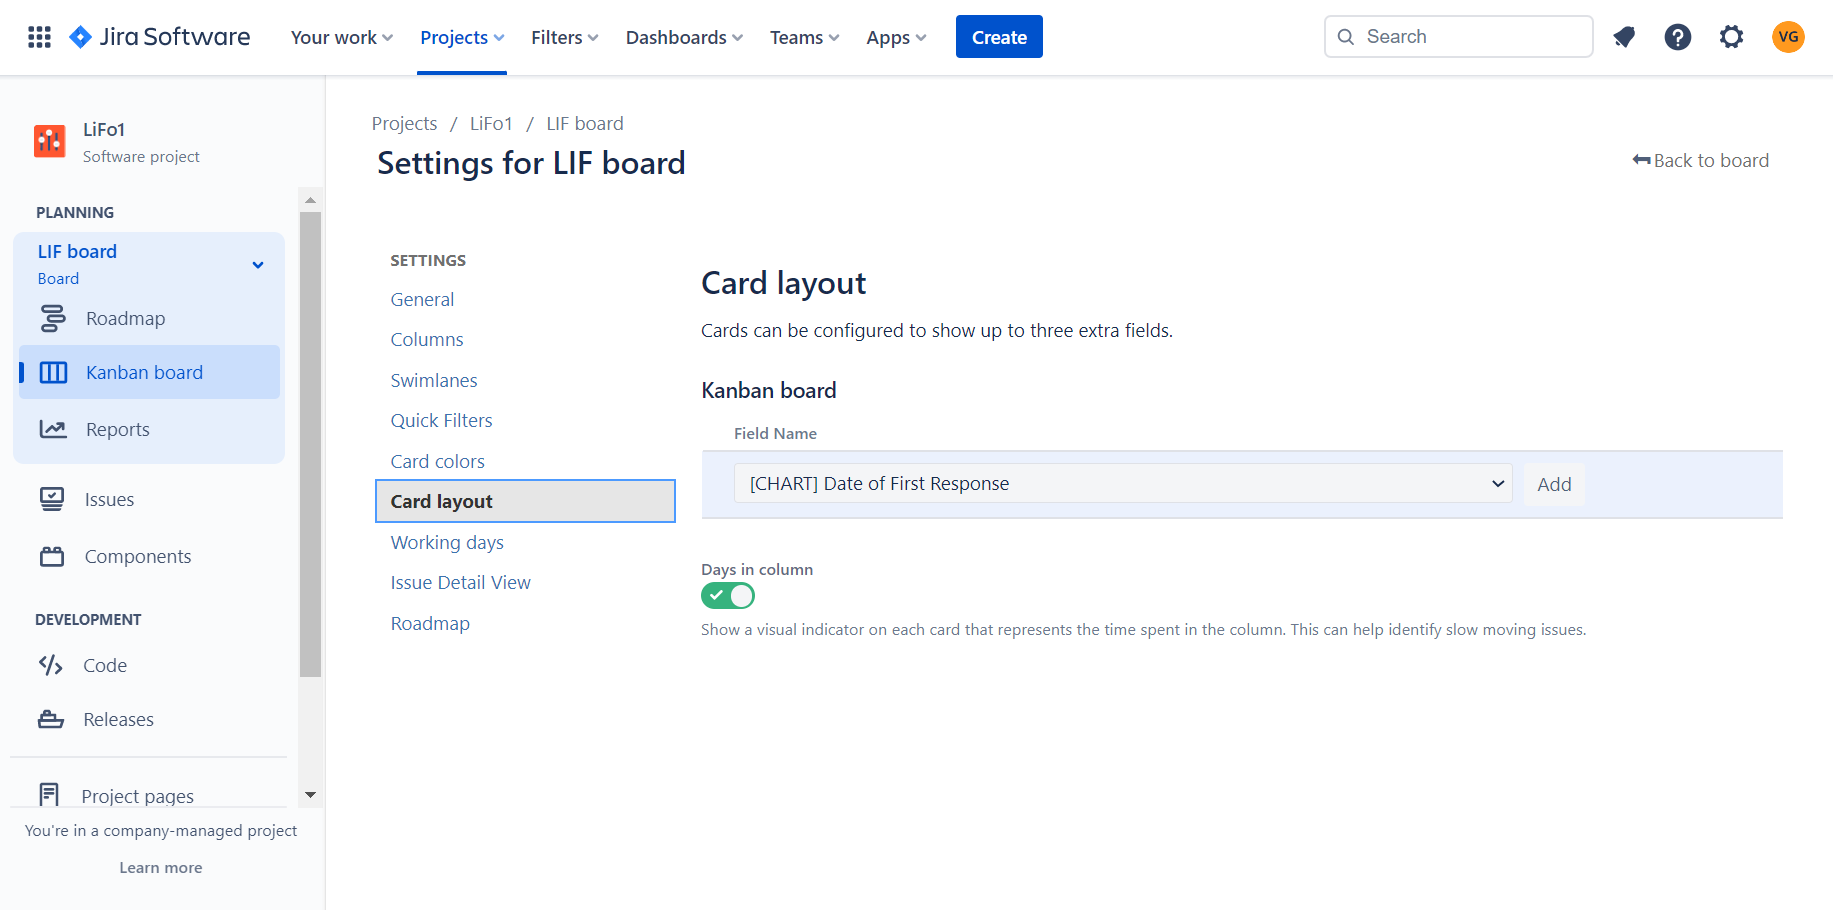 Jira Software
Your work
Projects
Filters
Dashboards
Teams
Apps
Create
Search
VG
LiFo1
Software project
PLANNING
LIF board
Board
Roadmap
Kanban board
Reports
Issues
Components
DEVELOPMENT
Code
Releases
Project pages
You're in a company-managed project
Learn more
Projects / LiFo1 / LIF board
Settings for LIF board
Back to board
SETTINGS
General
Columns
Swimlanes
Quick Filters
Card colors
Card layout
Working days
Issue Detail View
Roadmap
Card layout
Cards can be configured to show up to three extra fields.
Kanban board
Field Name
[CHART] Date of First Response
Add
Days in column
Show a visual indicator on each card that represents the time spent in the column. This can help identify slow moving issues.